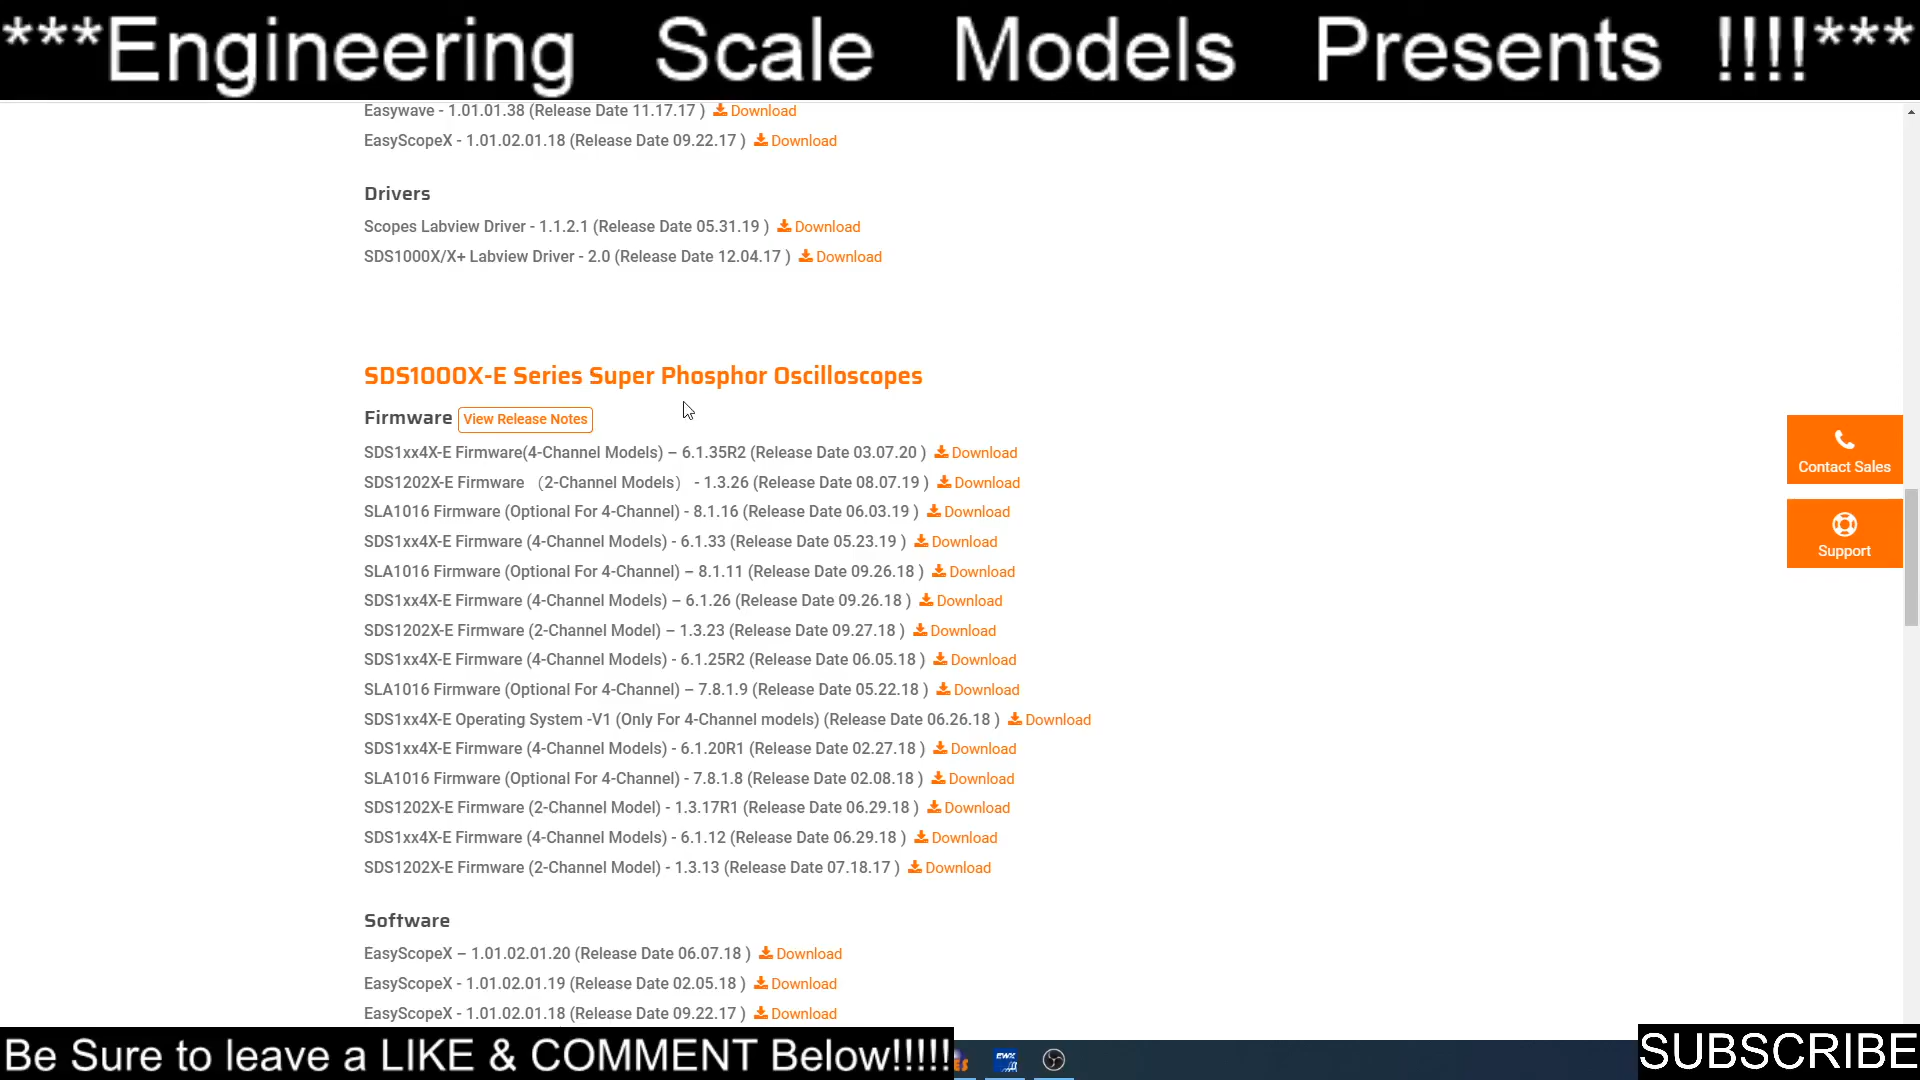 ***Engineering Scale Models Presents !!!!***
Easywave - 1.01.01.38 (Release Date 11.17.17 ) Download
EasyScopeX - 1.01.02.01.18 (Release Date 09.22.17 ) Download
Drivers
Scopes Labview Driver - 1.1.2.1 (Release Date 05.31.19 ) Download
SDS1000X/X+ Labview Driver - 2.0 (Release Date 12.04.17 ) Download
SDS1000X-E Series Super Phosphor Oscilloscopes
Firmware View Release Notes
SDS1xx4X-E Firmware(4-Channel Models) – 6.1.35R2 (Release Date 03.07.20 ) Download
SDS1202X-E Firmware （2-Channel Models） - 1.3.26 (Release Date 08.07.19 ) Download
SLA1016 Firmware (Optional For 4-Channel) - 8.1.16 (Release Date 06.03.19 ) Download
SDS1xx4X-E Firmware (4-Channel Models) - 6.1.33 (Release Date 05.23.19 ) Download
SLA1016 Firmware (Optional For 4-Channel) – 8.1.11 (Release Date 09.26.18 ) Download
SDS1xx4X-E Firmware (4-Channel Models) – 6.1.26 (Release Date 09.26.18 ) Download
SDS1202X-E Firmware (2-Channel Model) – 1.3.23 (Release Date 09.27.18 ) Download
SDS1xx4X-E Firmware (4-Channel Models) - 6.1.25R2 (Release Date 06.05.18 ) Download
SLA1016 Firmware (Optional For 4-Channel) – 7.8.1.9 (Release Date 05.22.18 ) Download
SDS1xx4X-E Operating System -V1 (Only For 4-Channel models) (Release Date 06.26.18 ) Download
SDS1xx4X-E Firmware (4-Channel Models) - 6.1.20R1 (Release Date 02.27.18 ) Download
SLA1016 Firmware (Optional For 4-Channel) - 7.8.1.8 (Release Date 02.08.18 ) Download
SDS1202X-E Firmware (2-Channel Model) - 1.3.17R1 (Release Date 06.29.18 ) Download
SDS1xx4X-E Firmware (4-Channel Models) - 6.1.12 (Release Date 06.29.18 ) Download
SDS1202X-E Firmware (2-Channel Model) - 1.3.13 (Release Date 07.18.17 ) Download
Software
EasyScopeX – 1.01.02.01.20 (Release Date 06.07.18 ) Download
EasyScopeX - 1.01.02.01.19 (Release Date 02.05.18 ) Download
EasyScopeX - 1.01.02.01.18 (Release Date 09.22.17 ) Download
Contact Sales
Support
Be Sure to leave a LIKE & COMMENT Below!!!!!
EWX
SUBSCRIBE